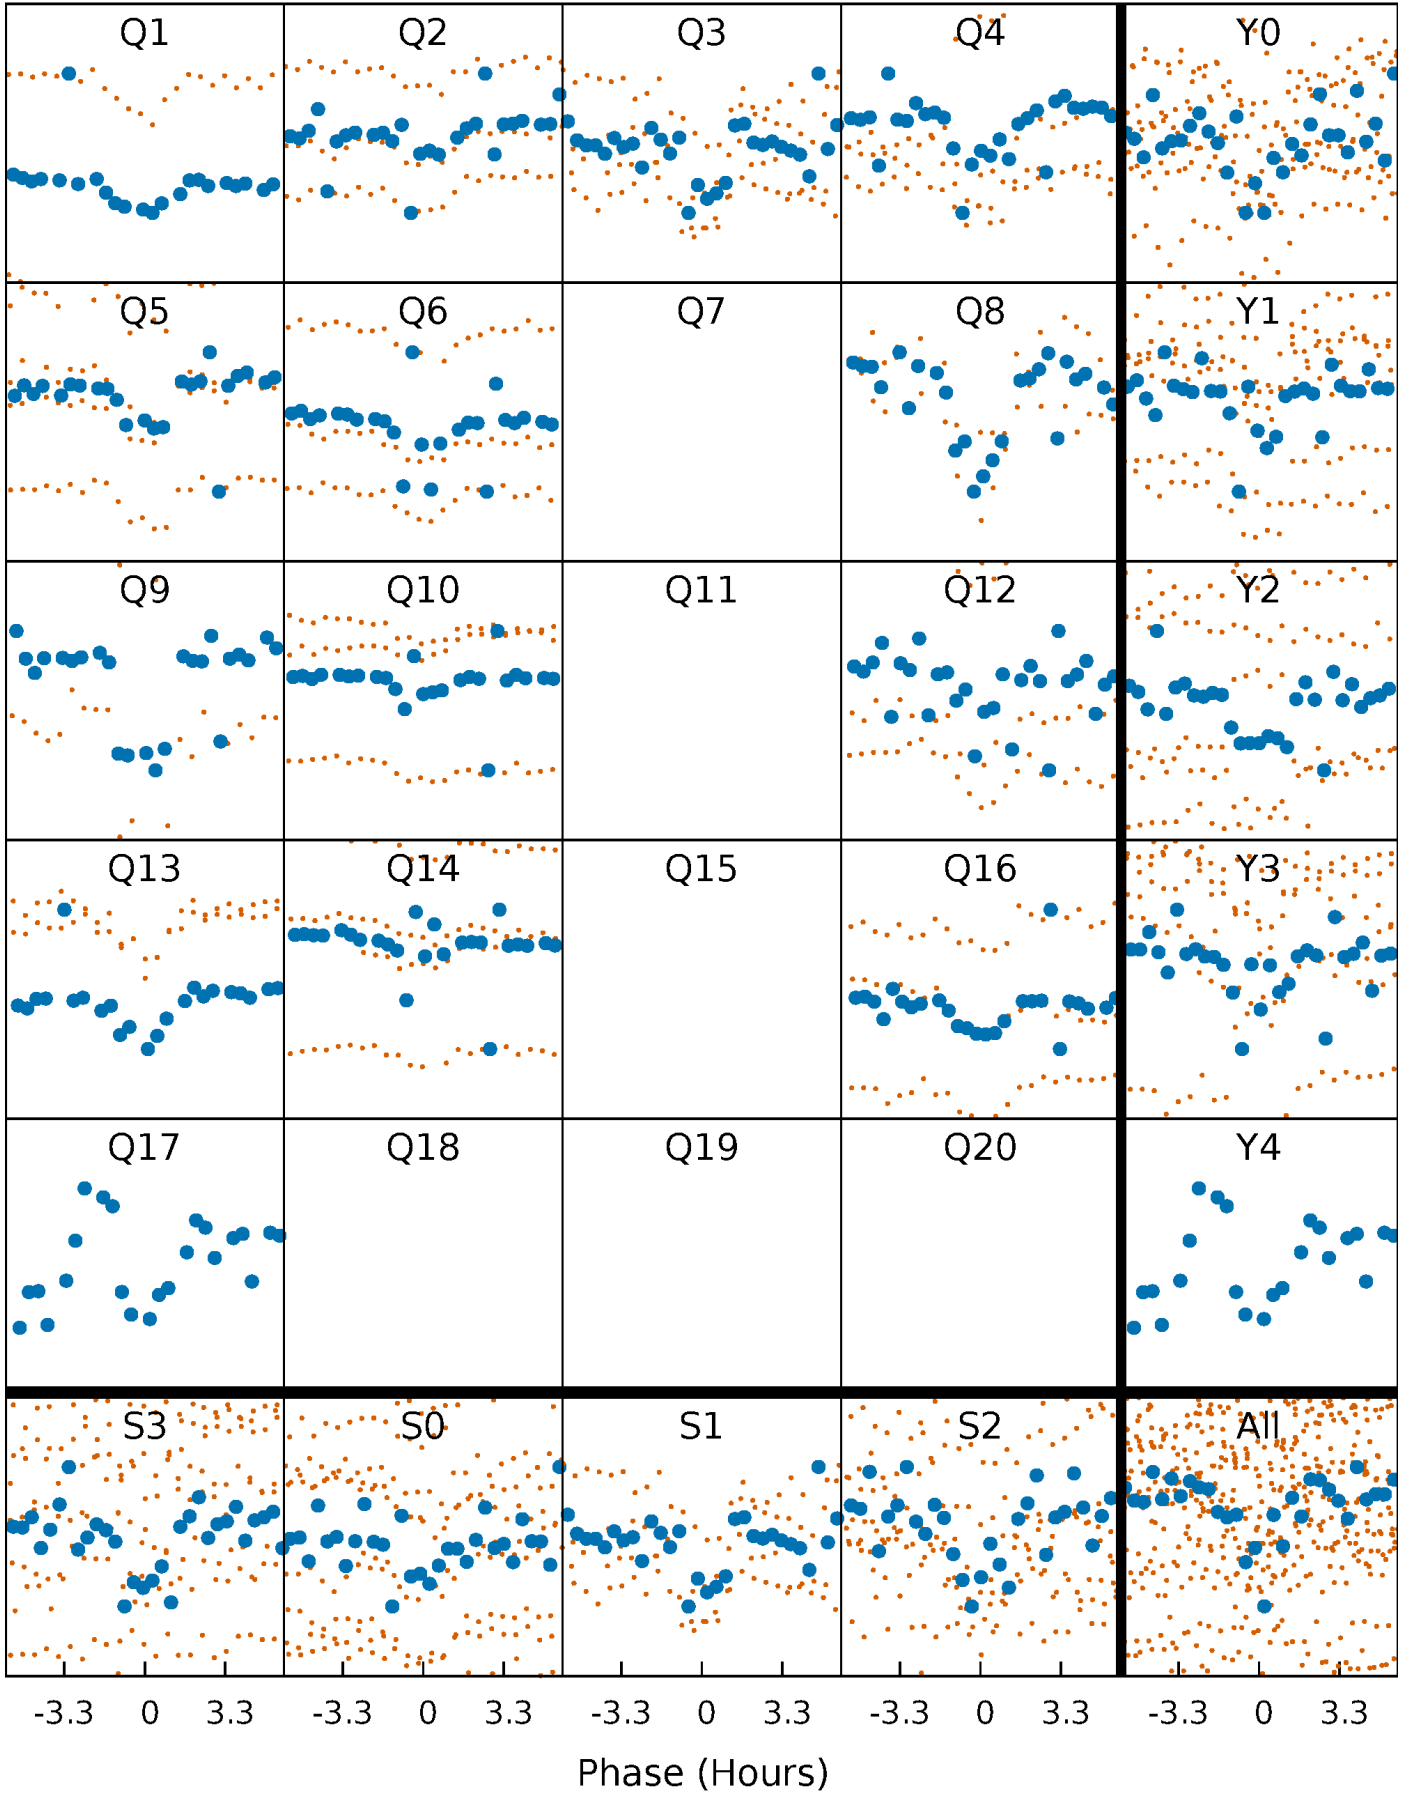 Q1 Q2 Q3 Q4 Y0
Q5 Q6 Q7 Q8 Y1
Q9 Q10 Q11 Q12 Y2
Q13 Q14 Q15 Q16 Y3
Q17 Q18 Q19 Q20 Y4
S3 S0 S1 S2 All
-3.3 0 3.3 -3.3 0 3.3 -3.3 0 3.3 -3.3 0 3.3 -3.3 0 3.3
Phase (Hours)